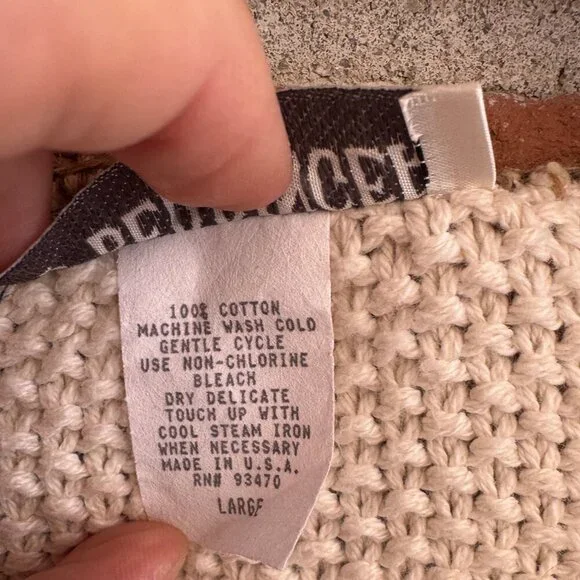 100% COTTON
MACHINE WASH COLD
GENTLE CYCLE
USE NON-CHLORINE
BLEACH
DRY DELICATE
TOUCH UP WITH
COOL STEAM IRON
WHEN NECESSARY
MADE IN U.S.A.
RN# 93470
LARGE